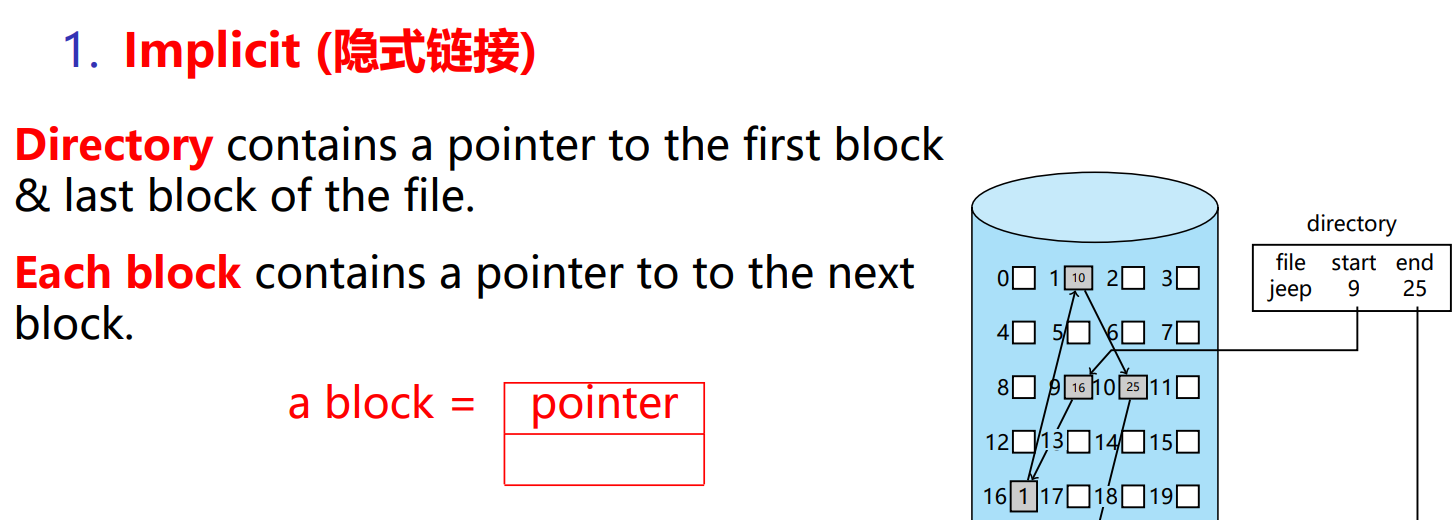 1. Implicit (隐式链接)
Directory contains a pointer to the first block
& last block of the file.
Each block contains a pointer to to the next
block.
a block = pointer
directory
file start end
jeep 9 25
0 1 10 2 3
4 5 6 7
8 9 16 10 25 11
12 13 14 15
16 1 17 18 19